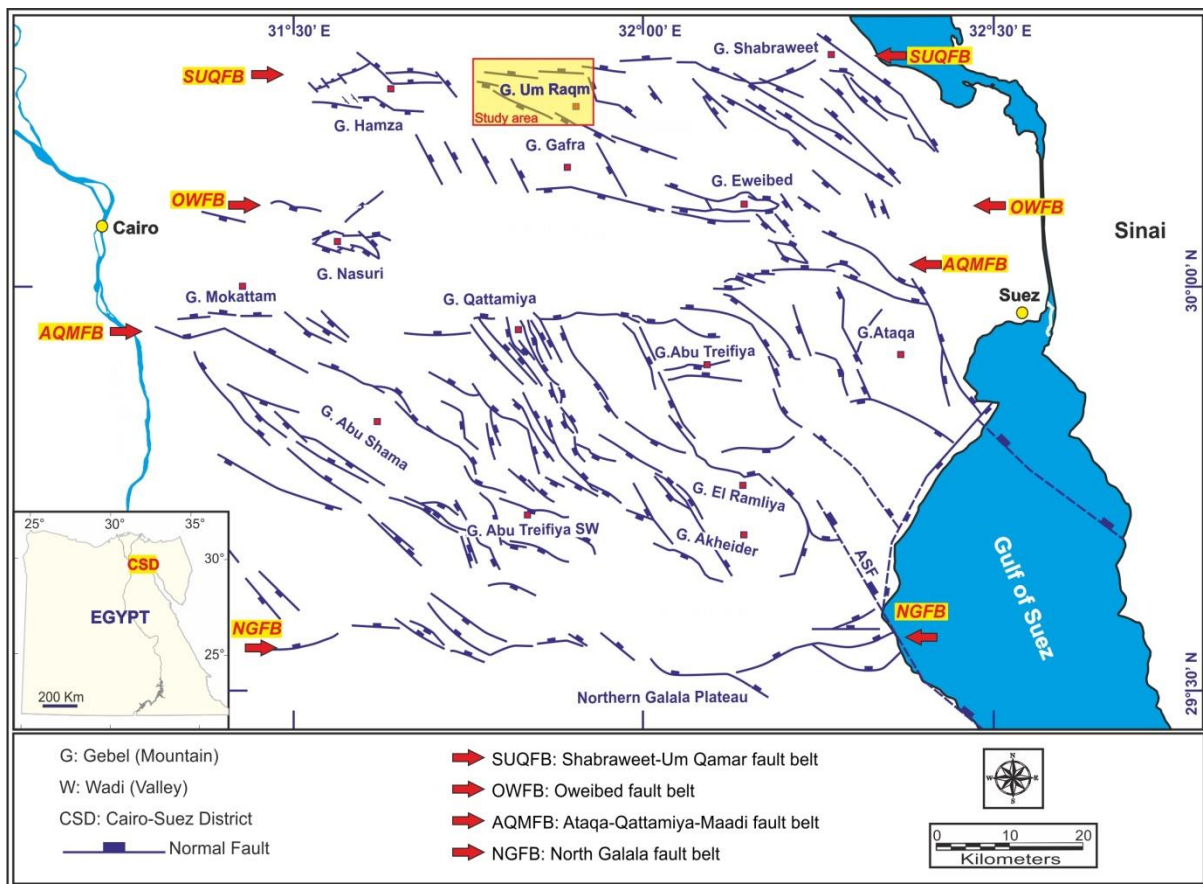 31°30' E
32°00' E
32°30' E
G. Shabraweet
SUQFB
SUQFB
G. Um Raqm
Study area
G. Hamza
G. Gafra
OWFB
G. Eweibed
OWFB
Cairo
Sinai
G. Nasuri
AQMFB
G. Mokattam
G. Qattamiya
Suez
30°00' N
AQMFB
G.Ataqa
G.Abu Treifiya
G. Abu Shama
G. El Ramliya
G. Abu Treifiya SW
G. Akheider
ASF
Gulf of Suez
25°
30°
35°
30°
CSD
EGYPT
25°
200 Km
NGFB
NGFB
Northern Galala Plateau
29°30' N
G: Gebel (Mountain)
W: Wadi (Valley)
CSD: Cairo-Suez District
Normal Fault
SUQFB: Shabraweet-Um Qamar fault belt
OWFB: Oweibed fault belt
AQMFB: Ataqa-Qattamiya-Maadi fault belt
NGFB: North Galala fault belt
N
W
E
S
0 10 20
Kilometers